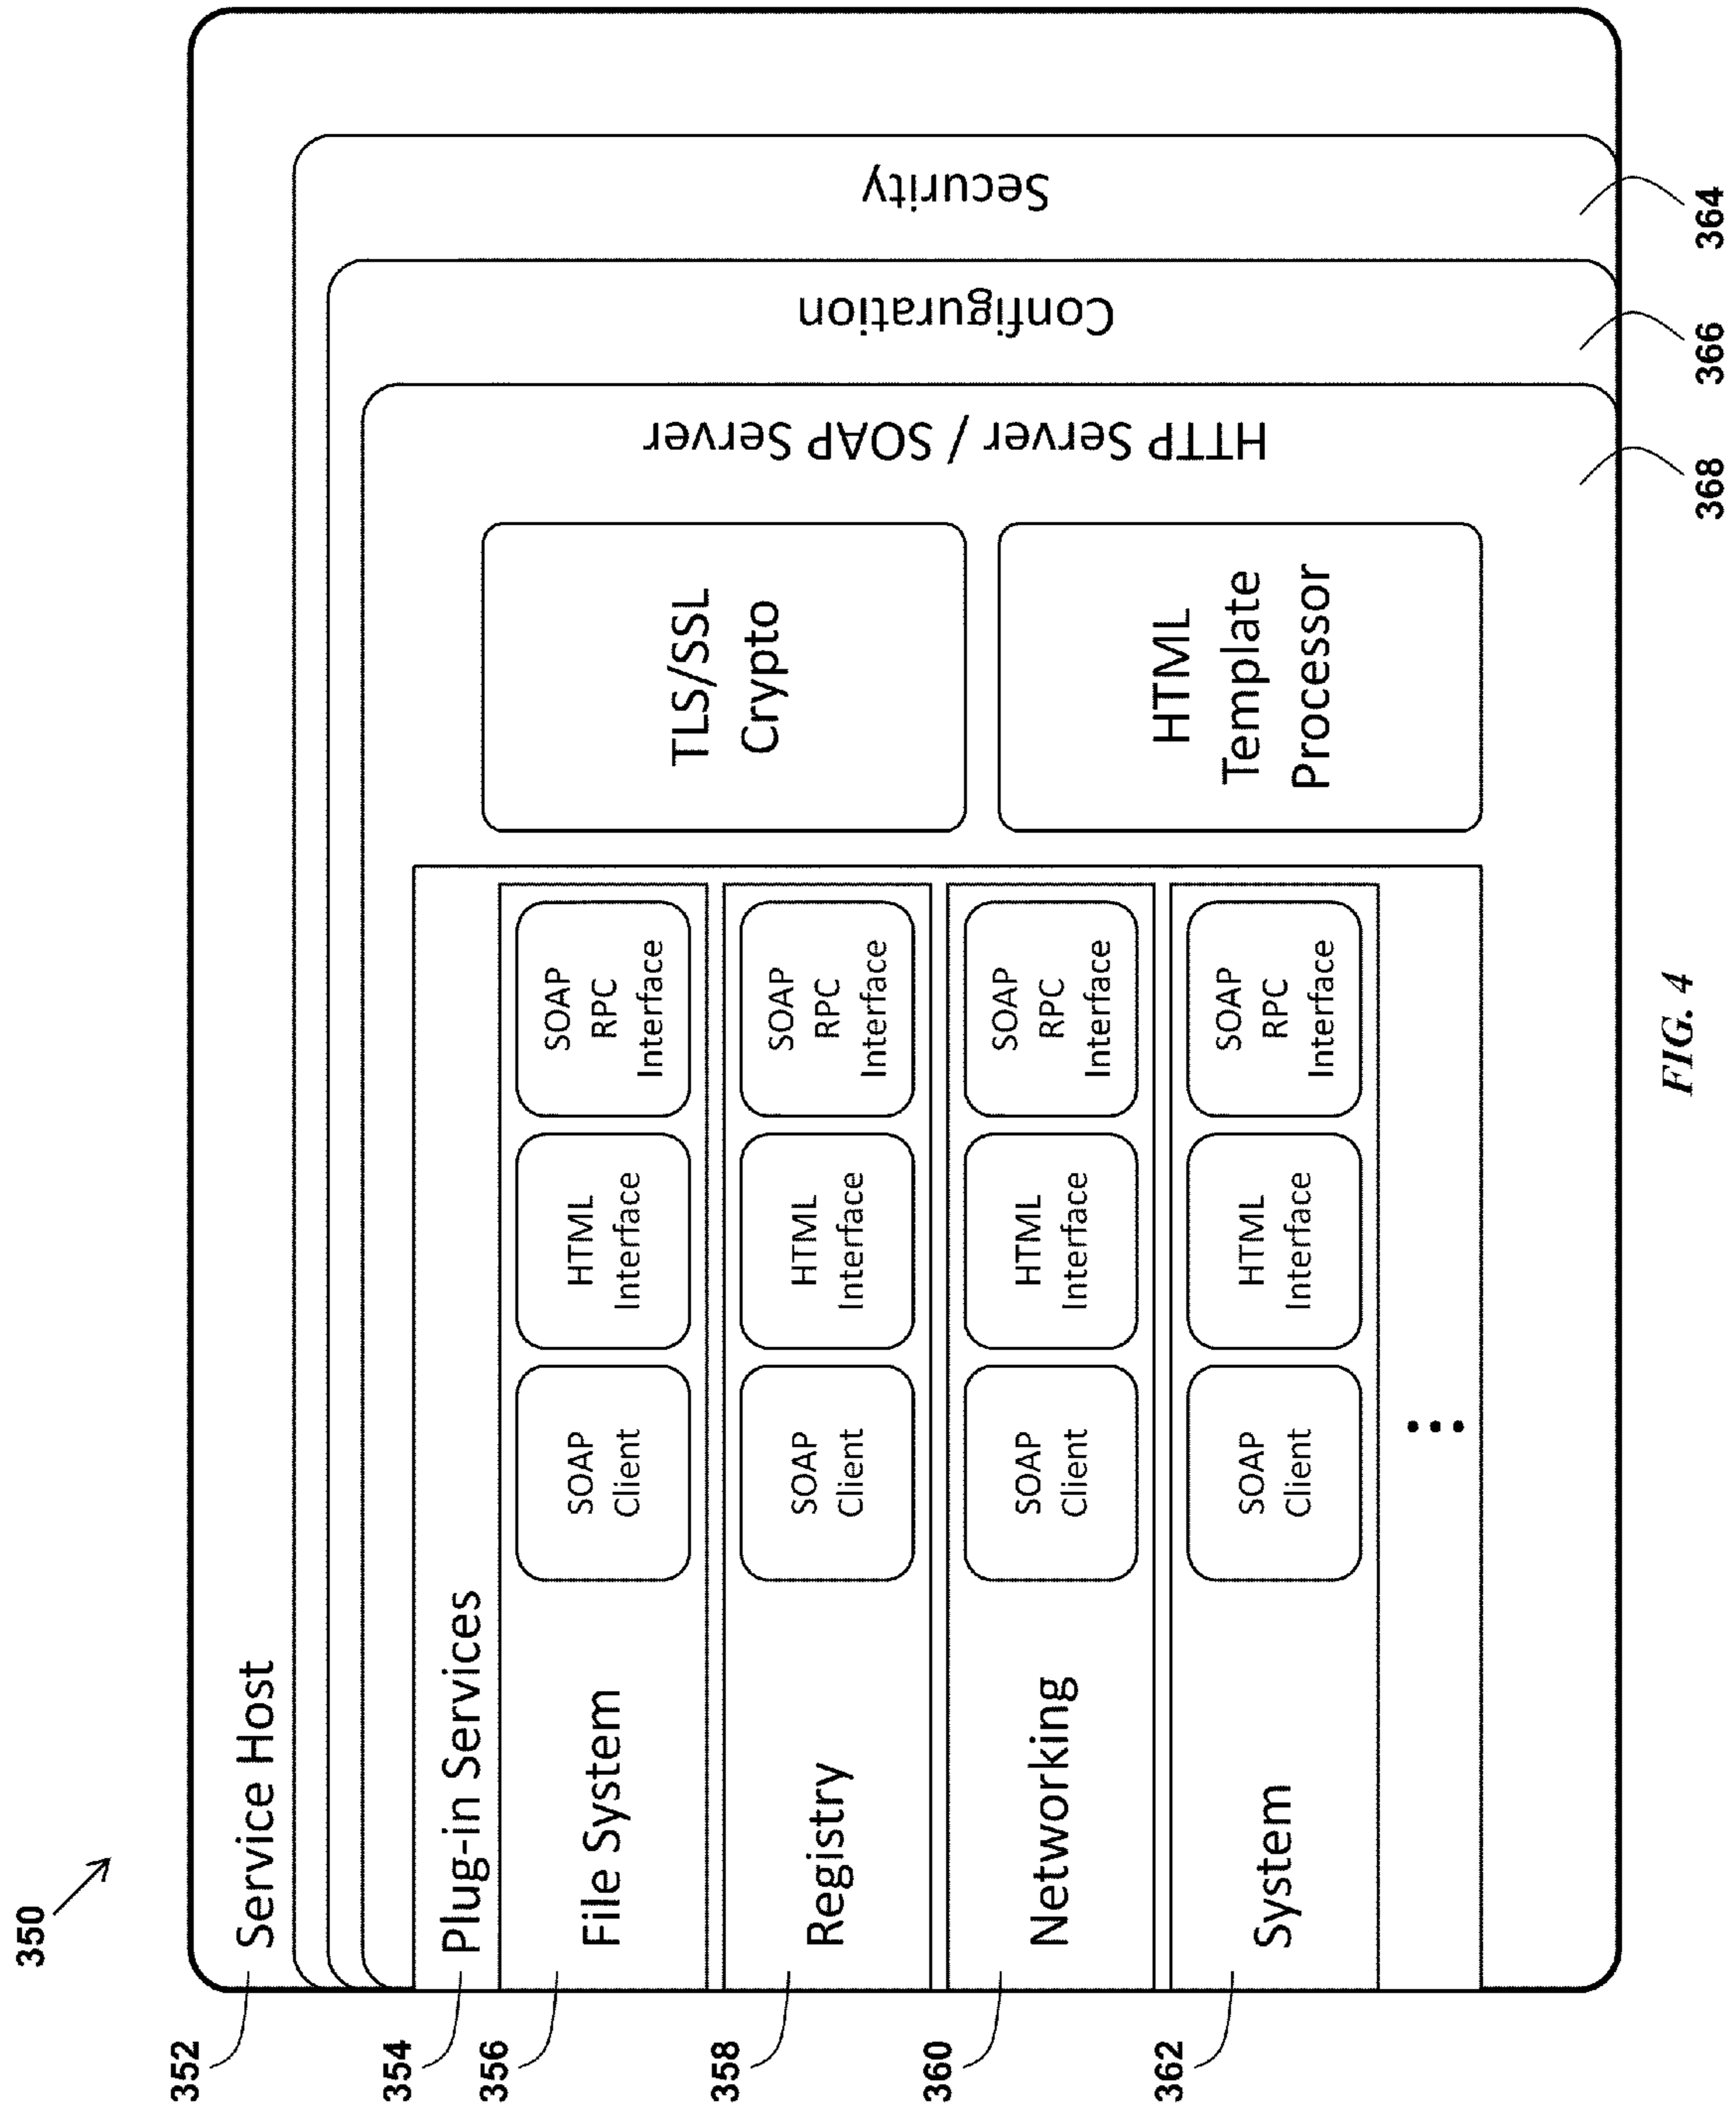 350
352
Service Host
354
Plug-in Services
356
File System
SOAP
Client
HTML
Interface
SOAP
RPC
Interface
358
Registry
SOAP
Client
HTML
Interface
SOAP
RPC
Interface
360
Networking
SOAP
Client
HTML
Interface
SOAP
RPC
Interface
362
System
SOAP
Client
HTML
Interface
SOAP
RPC
Interface
TLS/SSL
Crypto
HTML
Template
Processor
HTTP Server / SOAP Server
Configuration
Security
368
366
364
FIG. 4